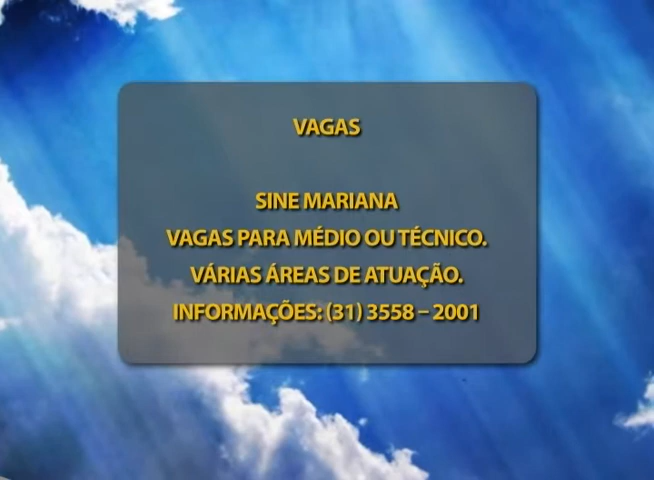 VAGAS
SINE MARIANA
VAGAS PARA MÉDIO OU TÉCNICO.
VÁRIAS ÁREAS DE ATUAÇÃO.
INFORMAÇÕES: (31) 3558 – 2001